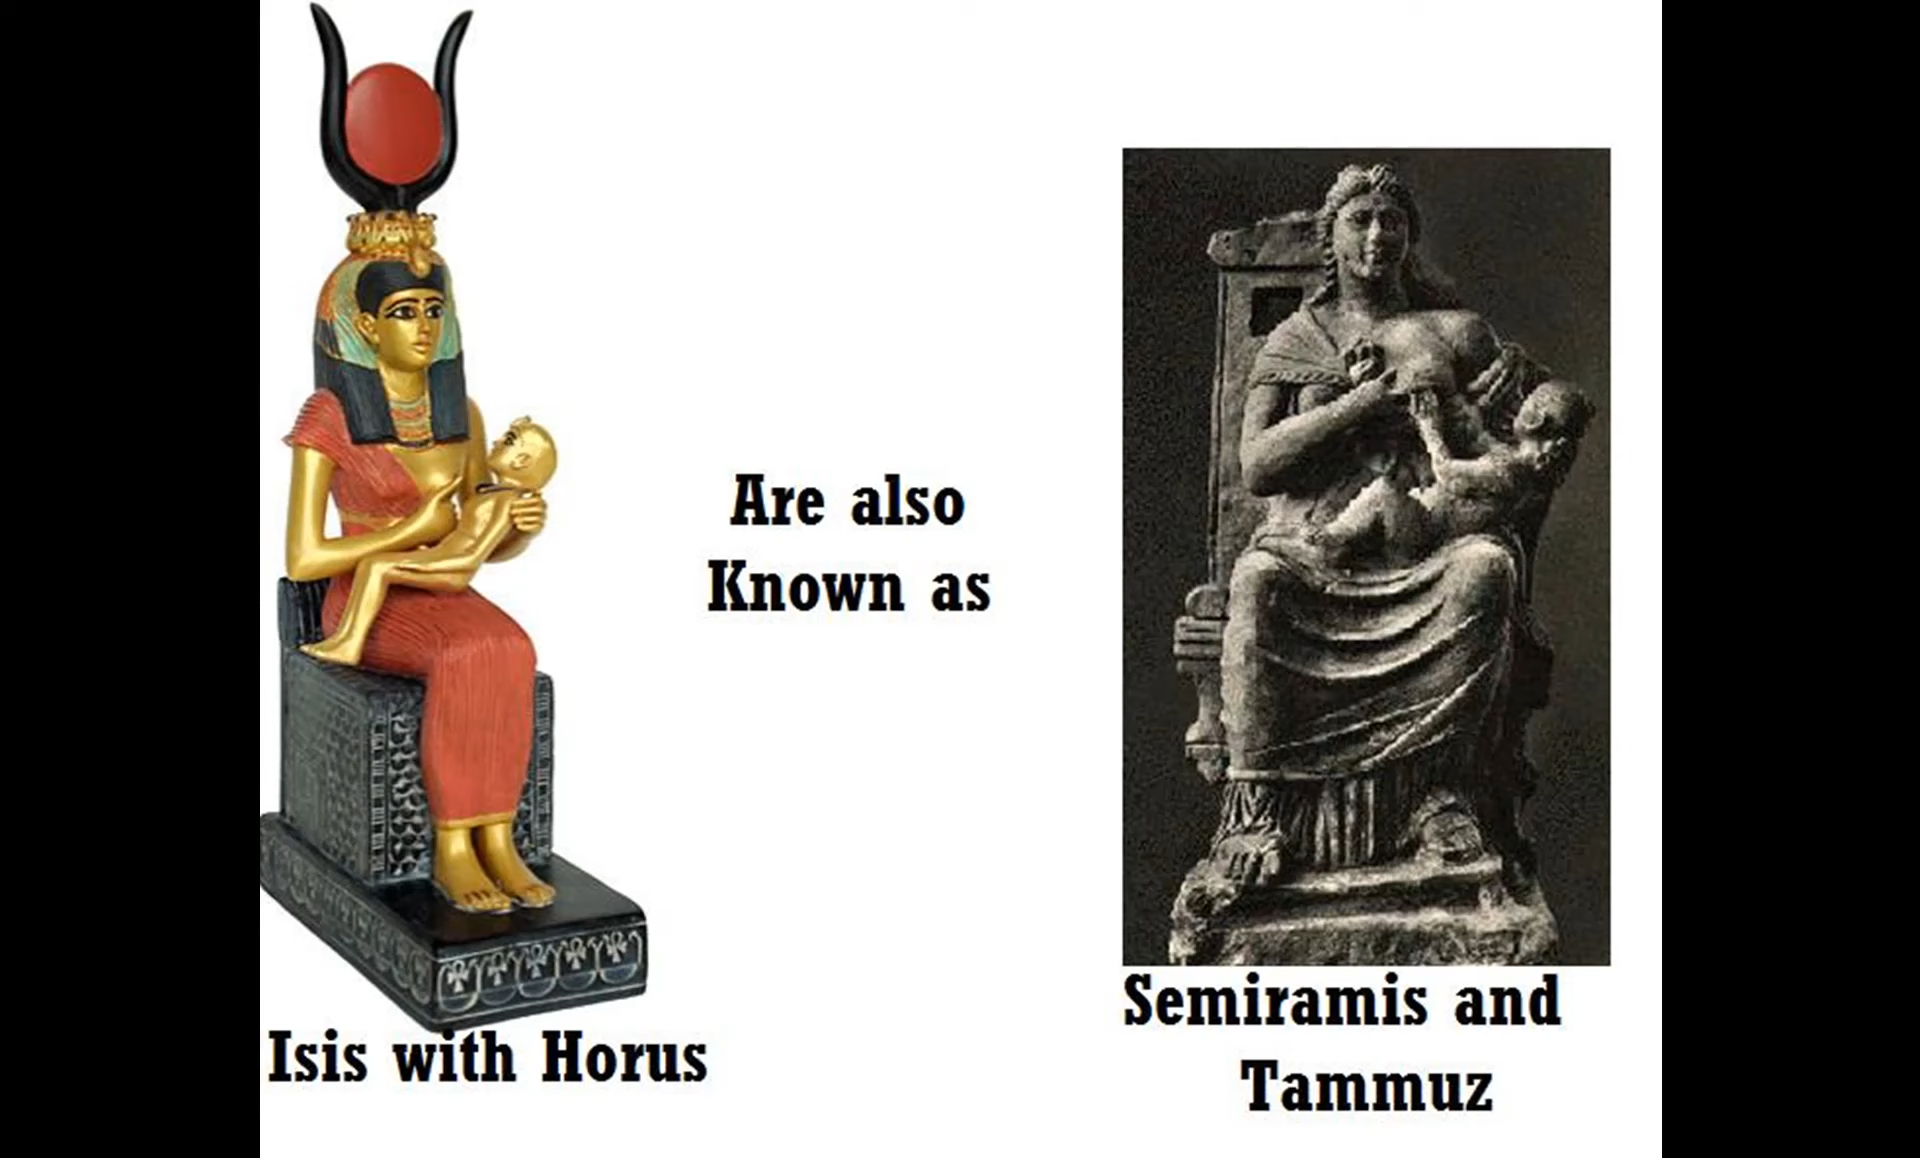 Are also
Known as
Isis with Horus
Semiramis and
Tammuz